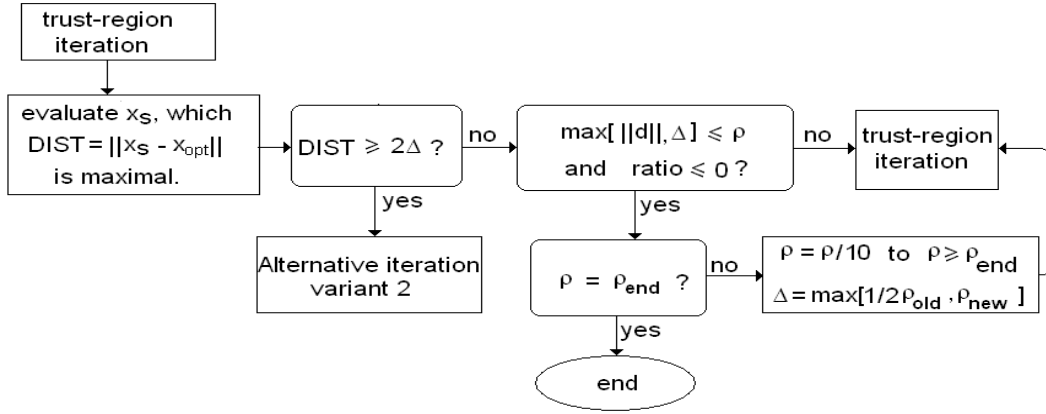 trust-region
iteration
evaluate xs, which
DIST = ||xs - xopt||
is maximal.
DIST ⩾ 2Δ ?
no
yes
Alternative iteration
variant 2
max[ ||d||, Δ] ⩽ ρ
and ratio ⩽ 0 ?
no
yes
trust-region
iteration
ρ = ρend ?
no
yes
ρ = ρ/10 to ρ ⩾ ρend
Δ = max[1/2ρold , ρnew ]
end